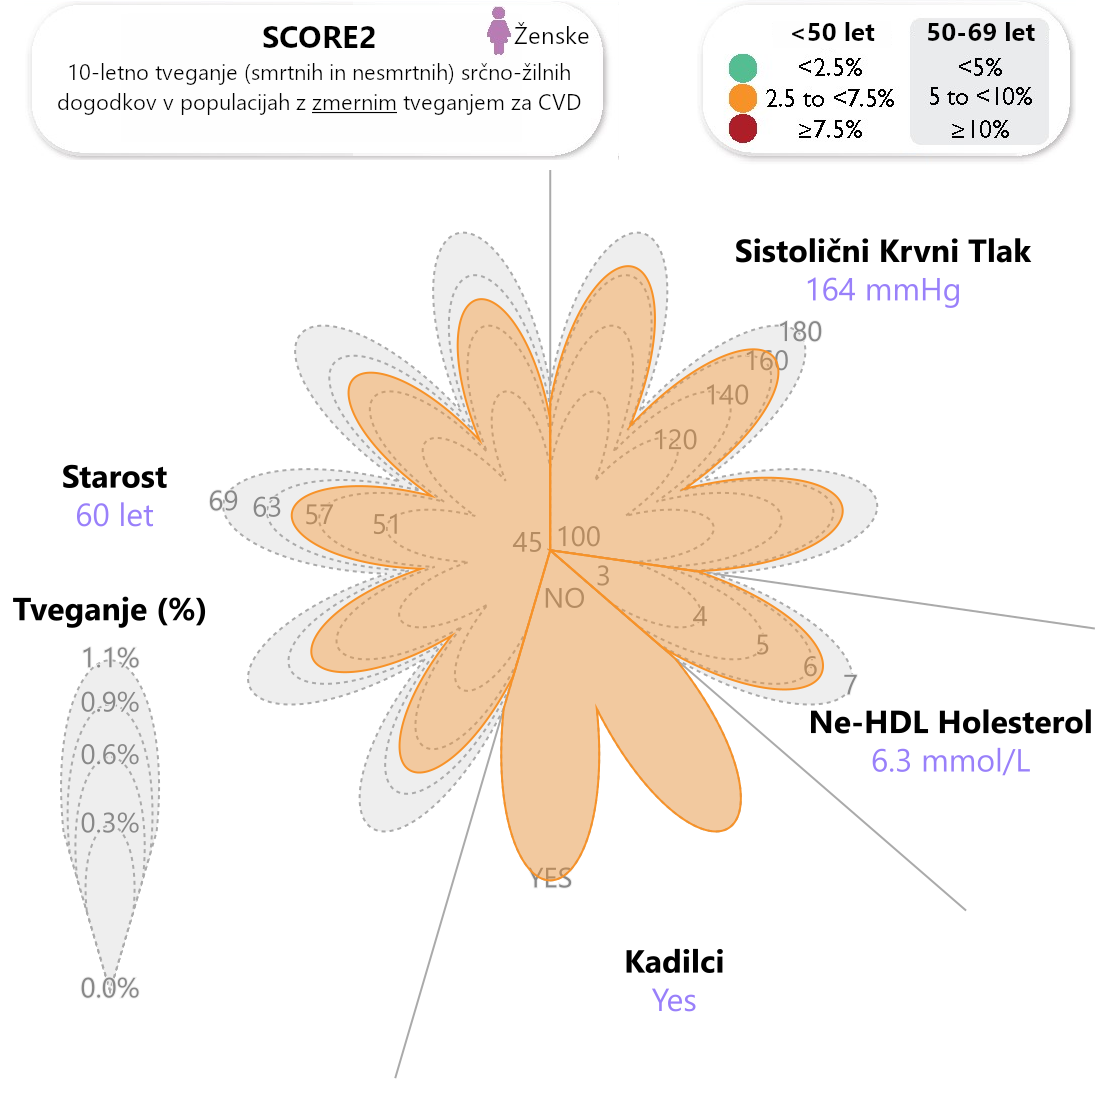 SCORE2
Ženske
10-letno tveganje (smrtnih in nesmrtnih) srčno-žilnih
dogodkov v populacijah z zmernim tveganjem za CVD
<50 let 50-69 let
<2.5% <5%
2.5 to <7.5% 5 to <10%
≥7.5% ≥10%
Sistolični Krvni Tlak
164 mmHg
180
160
140
120
100
Starost
60 let
69 63 57 51 45
3
4
5
6
7
NO
Ne-HDL Holesterol
6.3 mmol/L
Tveganje (%)
1.1%
0.9%
0.6%
0.3%
0.0%
YES
Kadilci
Yes